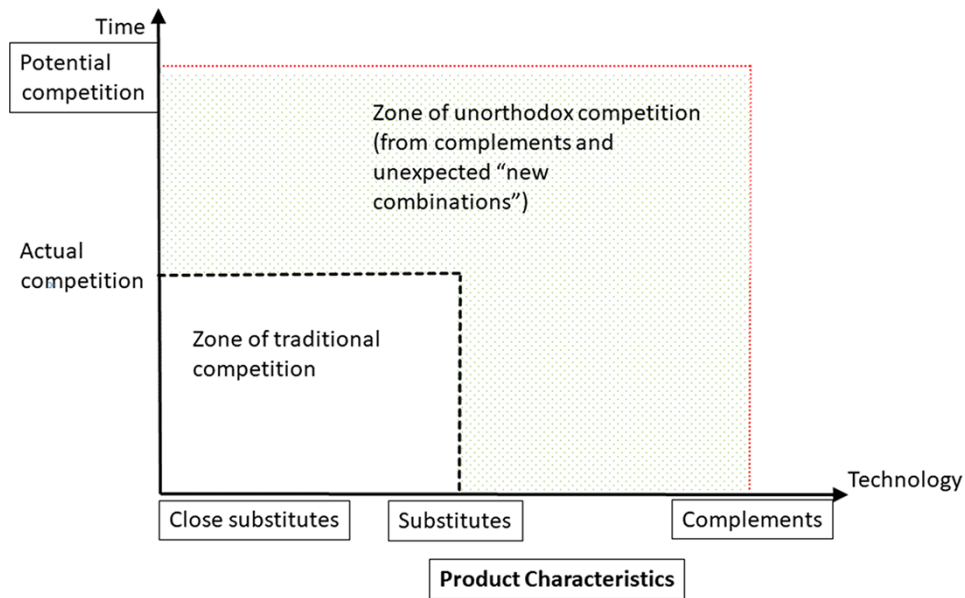 Time
Potential
competition
Zone of unorthodox competition
(from complements and
unexpected “new
combinations”)
Actual
competition
Zone of traditional
competition
Technology
Close substitutes
Substitutes
Complements
Product Characteristics